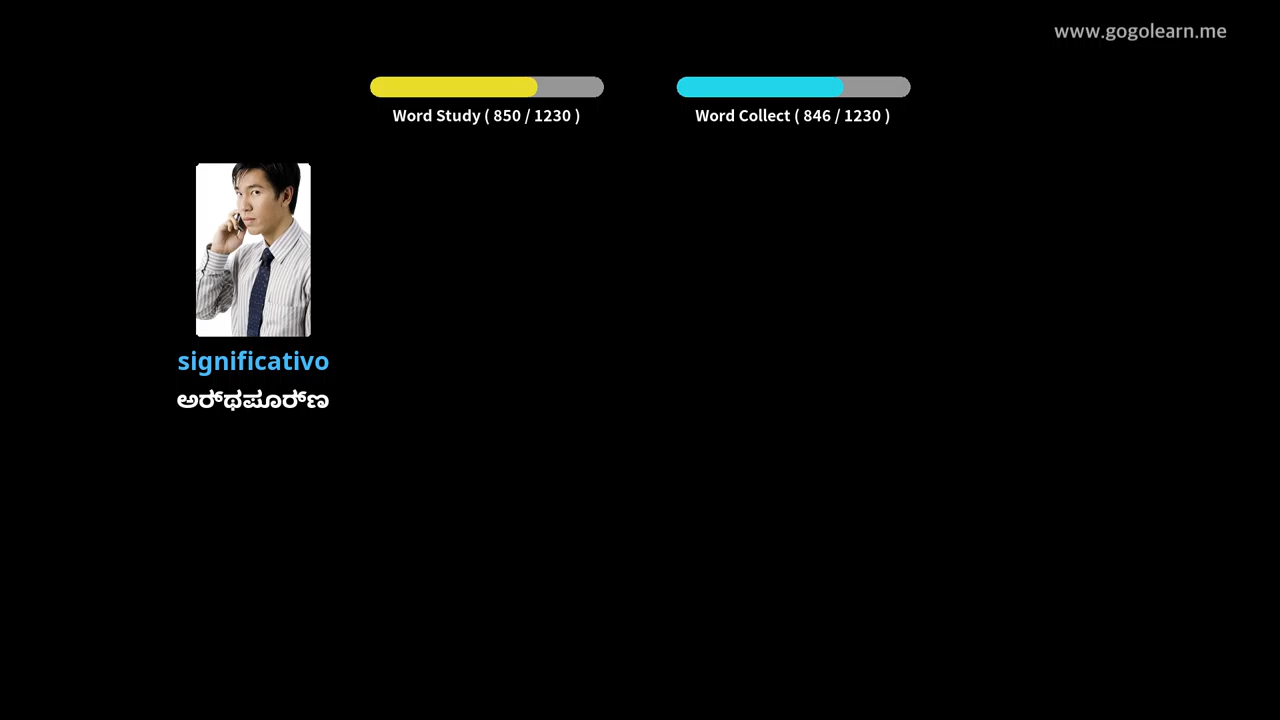 www.gogolearn.me
Word Study ( 850 / 1230 )
Word Collect ( 846 / 1230 )
significativo
ಅರ್‍ಥಪೂರ್‍ಣ